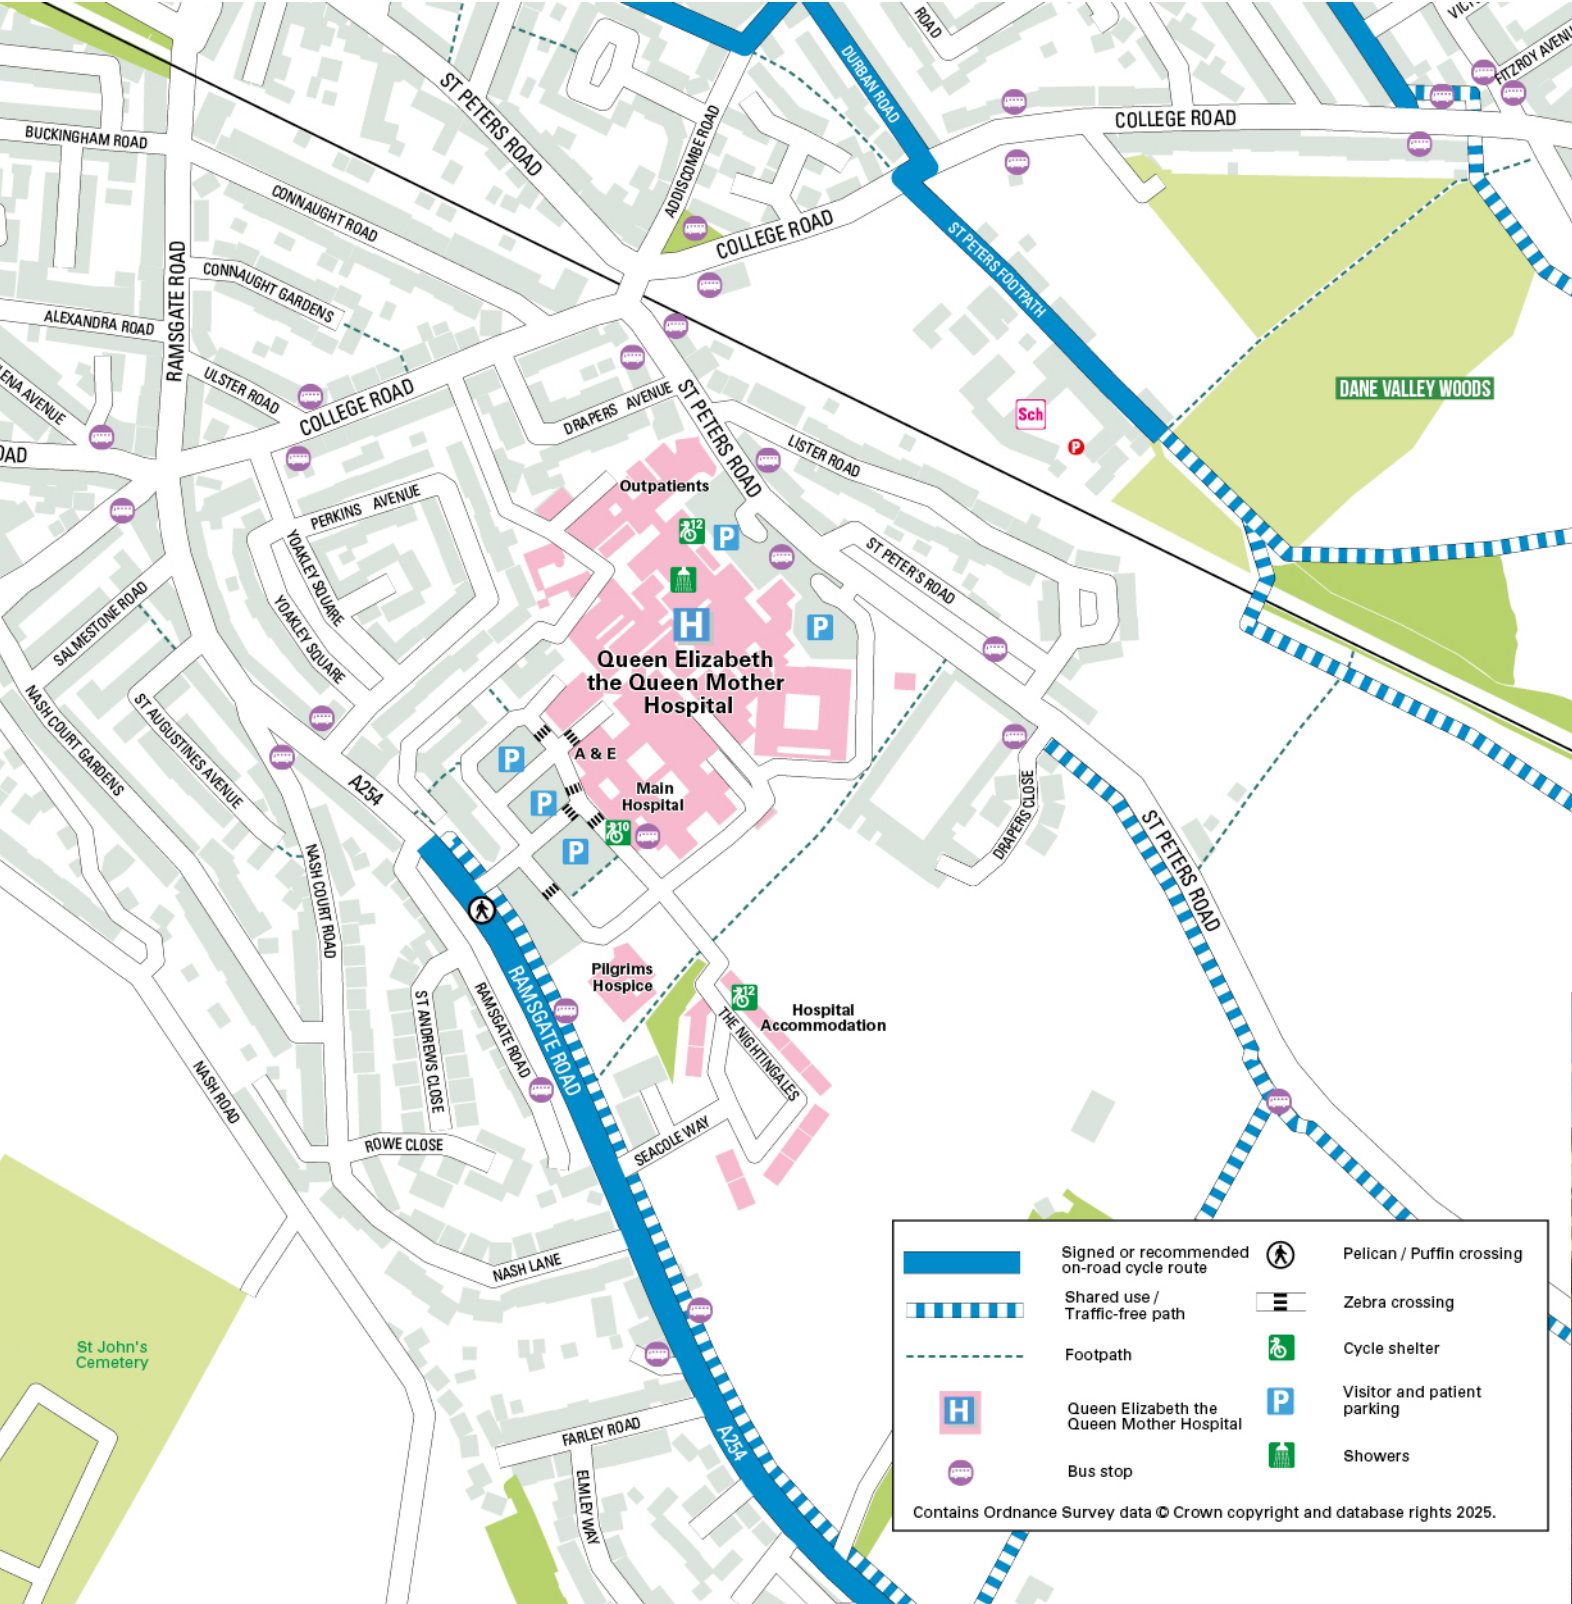 ROAD
VICT
FITZROY AVENU
DURBAN ROAD
ST PETERS ROAD
COLLEGE ROAD
BUCKINGHAM ROAD
ADDISCOMBE ROAD
CONNAUGHT ROAD
COLLEGE ROAD
ST PETERS FOOTPATH
RAMSGATE ROAD
CONNAUGHT GARDENS
ALEXANDRA ROAD
LENA AVENUE
ULSTER ROAD
COLLEGE ROAD
DRAPERS AVENUE
ST PETERS ROAD
DANE VALLEY WOODS
Sch
P
OAD
LISTER ROAD
Outpatients
PERKINS AVENUE
12
P
YOAKLEY SQUARE
ST PETER'S ROAD
SALMESTONE ROAD
YOAKLEY SQUARE
H
P
Queen Elizabeth
the Queen Mother
Hospital
NASH COURT GARDENS
ST AUGUSTINES AVENUE
A & E
P
A254
P
Main
Hospital
10
P
DRAPERS CLOSE
ST PETERS ROAD
NASH COURT ROAD
Pilgrims
Hospice
RAMSGATE ROAD
RAMSGATE ROAD
ST ANDREWS CLOSE
12
Hospital
Accommodation
THE NIGHTINGALES
NASH ROAD
SEACOLE WAY
ROWE CLOSE
NASH LANE
St John's
Cemetery
FARLEY ROAD
A254
ELMLEY WAY
Signed or recommended
on-road cycle route
Pelican / Puffin crossing
Shared use /
Traffic-free path
Zebra crossing
Footpath
Cycle shelter
H
Queen Elizabeth the
Queen Mother Hospital
P
Visitor and patient
parking
Bus stop
Showers
Contains Ordnance Survey data © Crown copyright and database rights 2025.